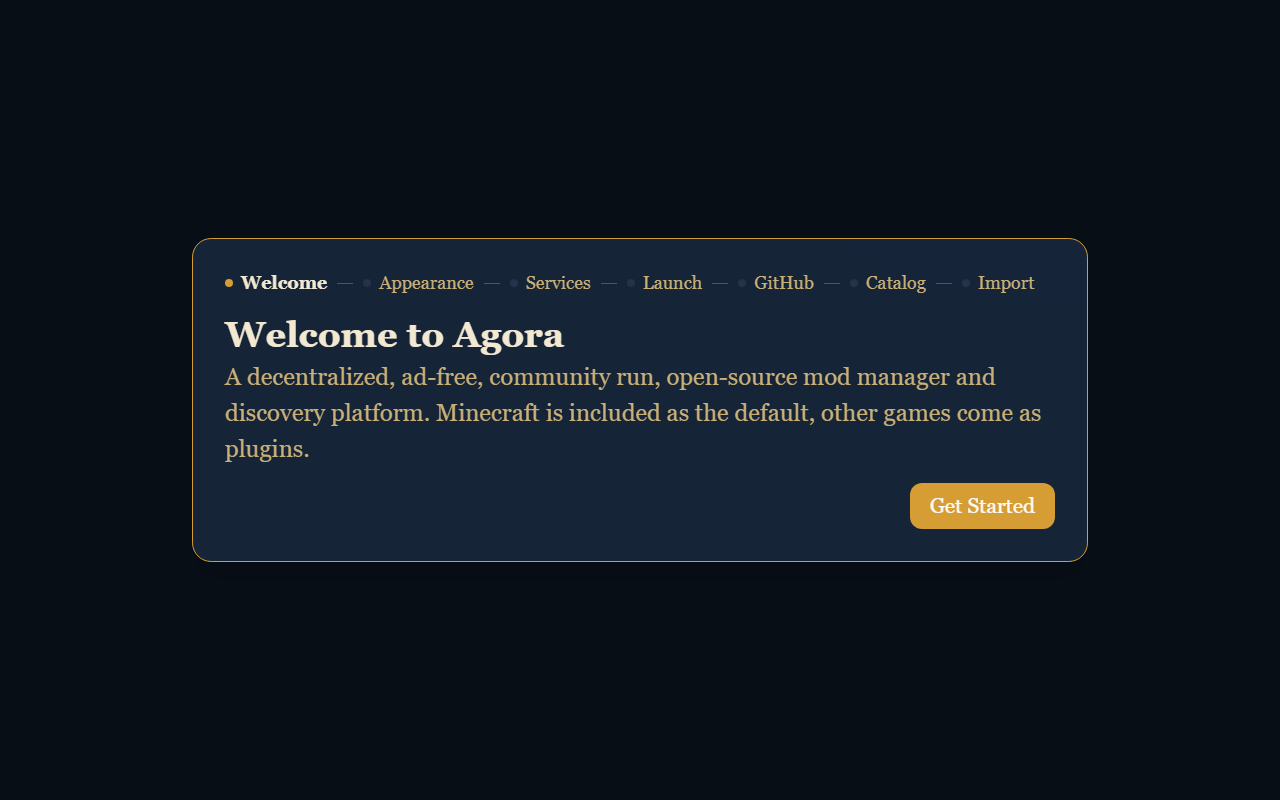 Welcome — Appearance — Services — Launch — GitHub — Catalog — Import
Welcome to Agora
A decentralized, ad-free, community run, open-source mod manager and
discovery platform. Minecraft is included as the default, other games come as
plugins.
Get Started